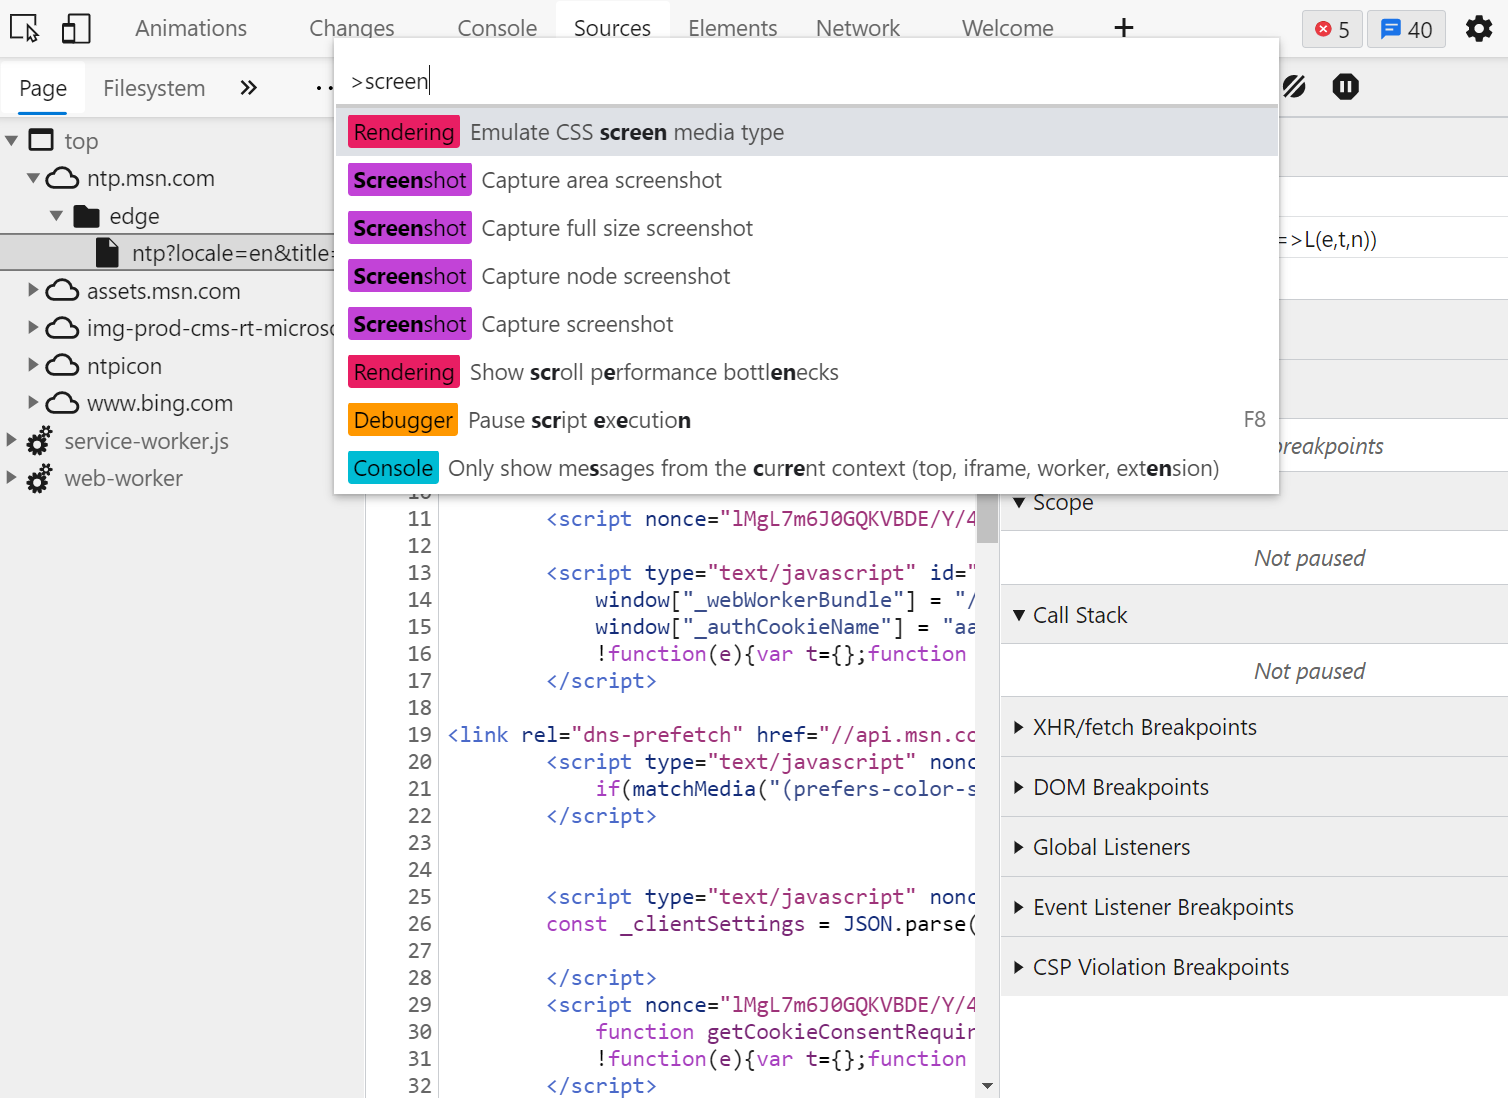 Animations Changes Console Sources Elements Network Welcome + 5 40
Page Filesystem
>screen
Rendering Emulate CSS screen media type
Screenshot Capture area screenshot
Screenshot Capture full size screenshot
Screenshot Capture node screenshot
Screenshot Capture screenshot
Rendering Show scroll performance bottlenecks
Debugger Pause script execution F8
Console Only show messages from the current context (top, iframe, worker, extension)
top
ntp.msn.com
edge
ntp?locale=en&title=
assets.msn.com
img-prod-cms-rt-microso
ntpicon
www.bing.com
service-worker.js
web-worker
11 <script nonce="lMgL7m6J0GQKVBDE/Y/4
12
13 <script type="text/javascript" id="
14 window["_webWorkerBundle"] = "/
15 window["_authCookieName"] = "aa
16 !function(e){var t={};function
17 </script>
18
19 <link rel="dns-prefetch" href="//api.msn.co
20 <script type="text/javascript" nonc
21 if(matchMedia("(prefers-color-s
22 </script>
23
24
25 <script type="text/javascript" nonc
26 const _clientSettings = JSON.parse(
27
28 </script>
29 <script nonce="lMgL7m6J0GQKVBDE/Y/4
30 function getCookieConsentRequir
31 !function(e){var t={};function
32 </script>
=>L(e,t,n))
breakpoints
Scope
Not paused
Call Stack
Not paused
XHR/fetch Breakpoints
DOM Breakpoints
Global Listeners
Event Listener Breakpoints
CSP Violation Breakpoints